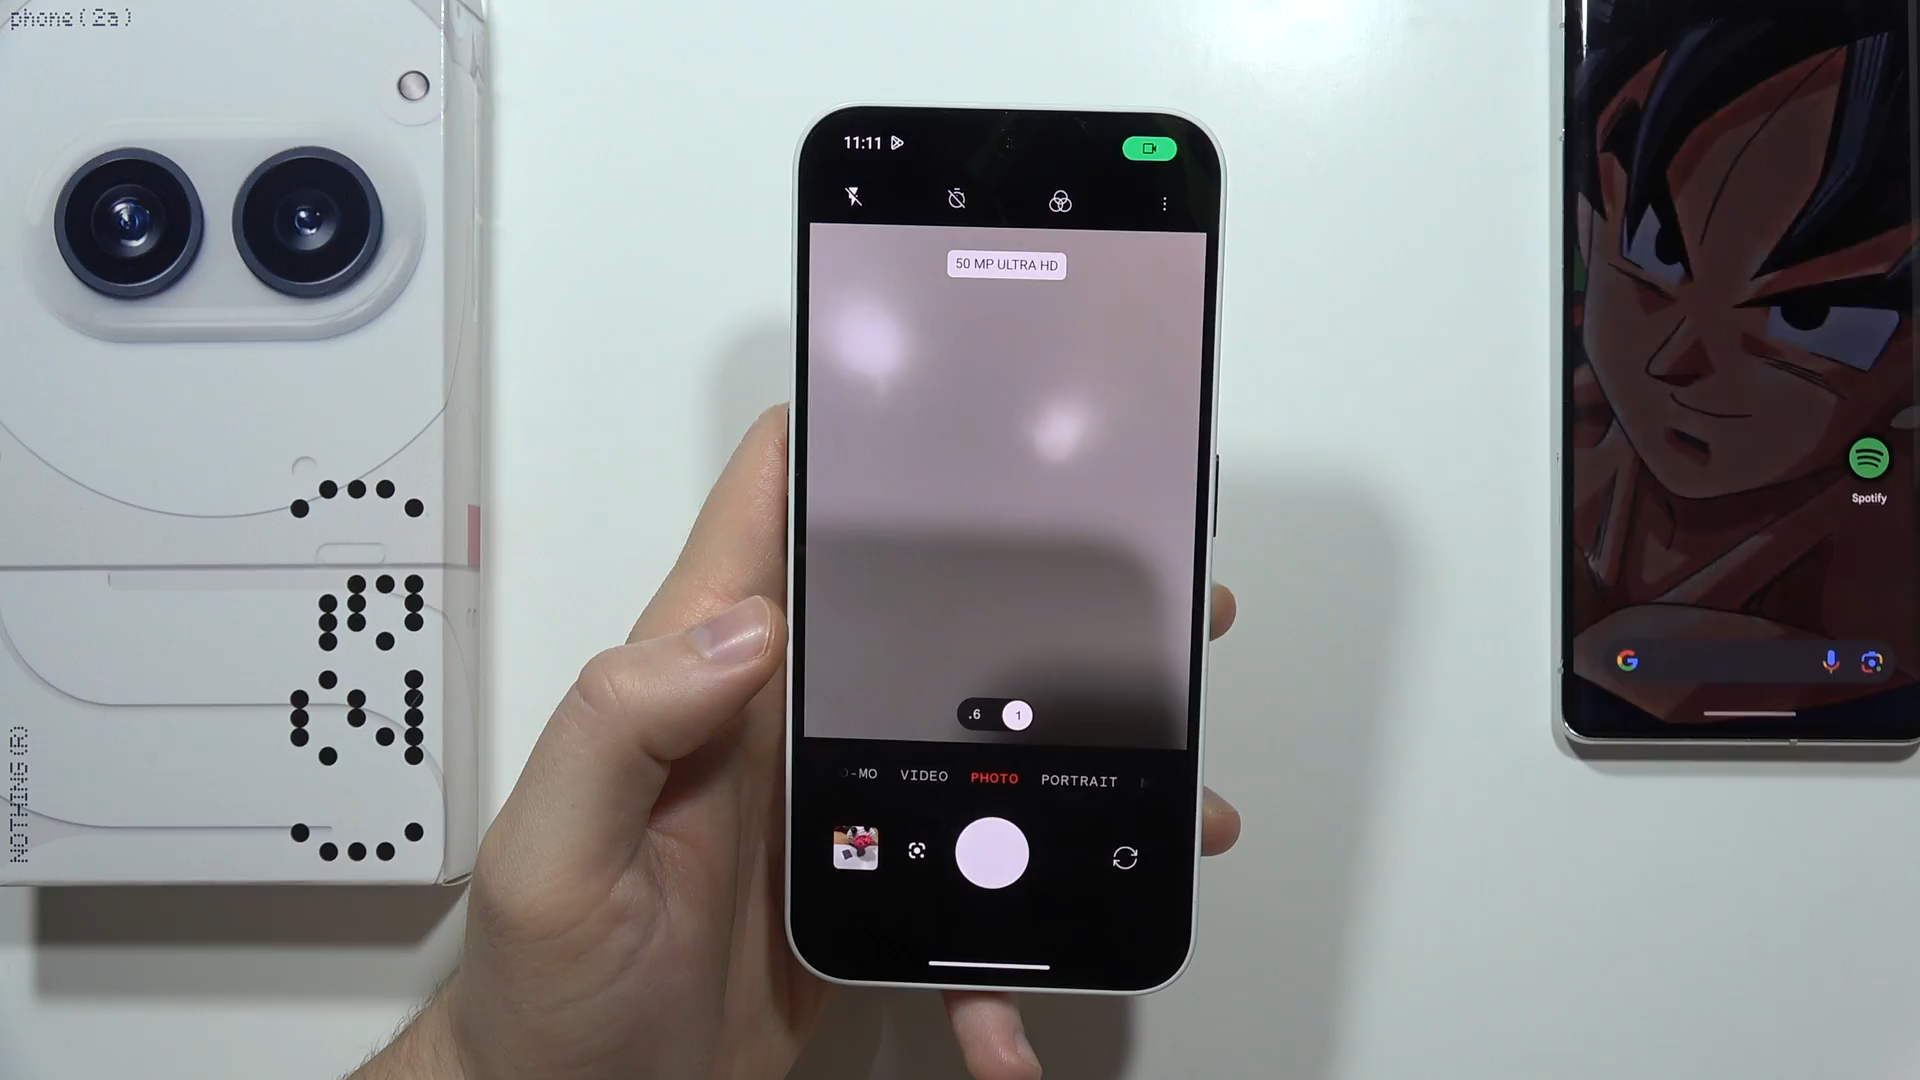 phone(2a)
NOTHING(R)
11:11
50 MP ULTRA HD
.6 1
O-MO VIDEO PHOTO PORTRAIT
Spotify
G